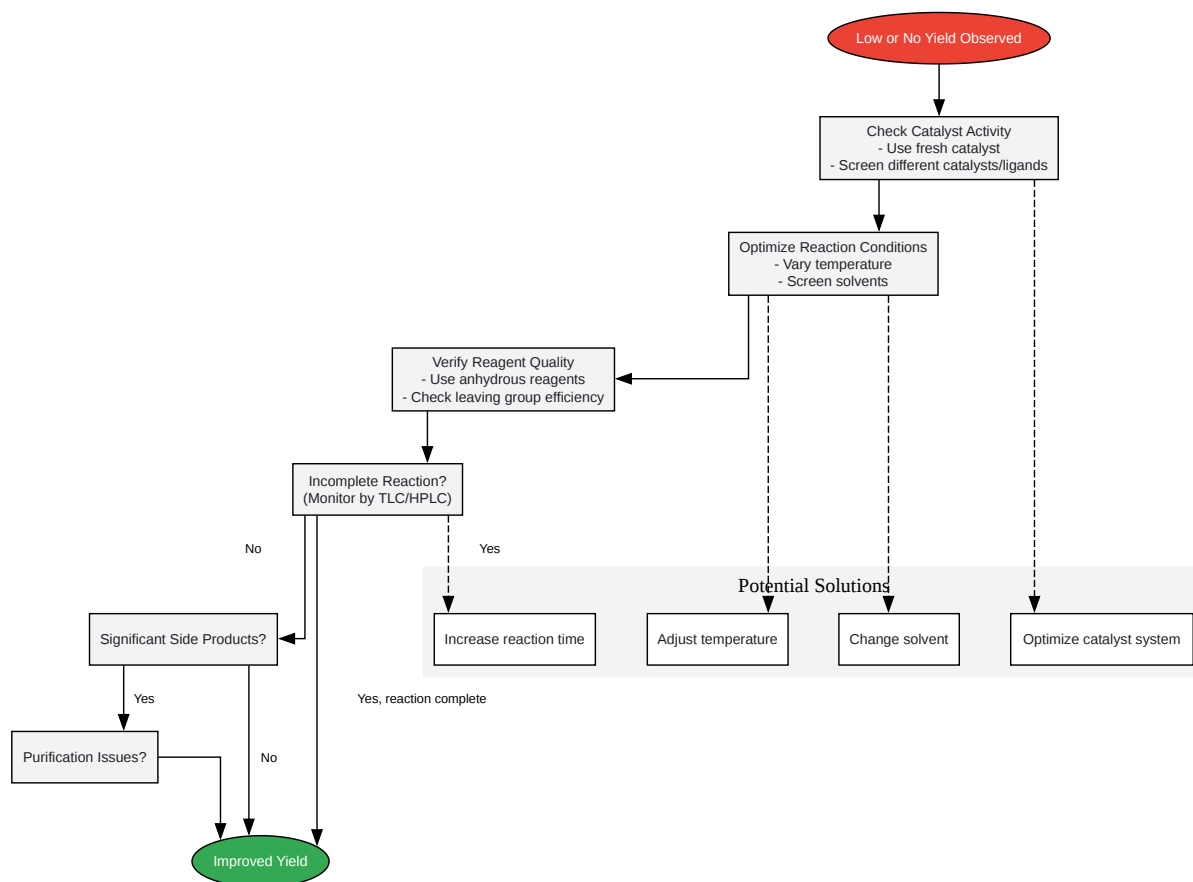 Low or No Yield Observed
Check Catalyst Activity
- Use fresh catalyst
- Screen different catalysts/ligands
Optimize Reaction Conditions
- Vary temperature
- Screen solvents
Verify Reagent Quality
- Use anhydrous reagents
- Check leaving group efficiency
Incomplete Reaction?
(Monitor by TLC/HPLC)
No
Yes
Potential Solutions
Significant Side Products?
Increase reaction time
Adjust temperature
Change solvent
Optimize catalyst system
Yes
Yes, reaction complete
Purification Issues?
No
Improved Yield